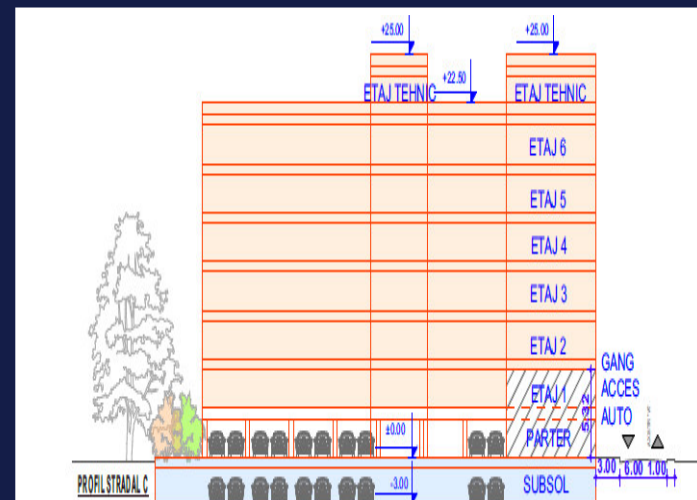 +25.00
+25.00
+22.50
ETAJ TEHNIC
ETAJ TEHNIC
ETAJ 6
ETAJ 5
ETAJ 4
ETAJ 3
ETAJ 2
GANG
ACCES
AUTO
ETAJ 1
5.32
±0.00
PARTER
3.00
6.00
1.00
PROFIL STRADAL C
-3.00
SUBSOL